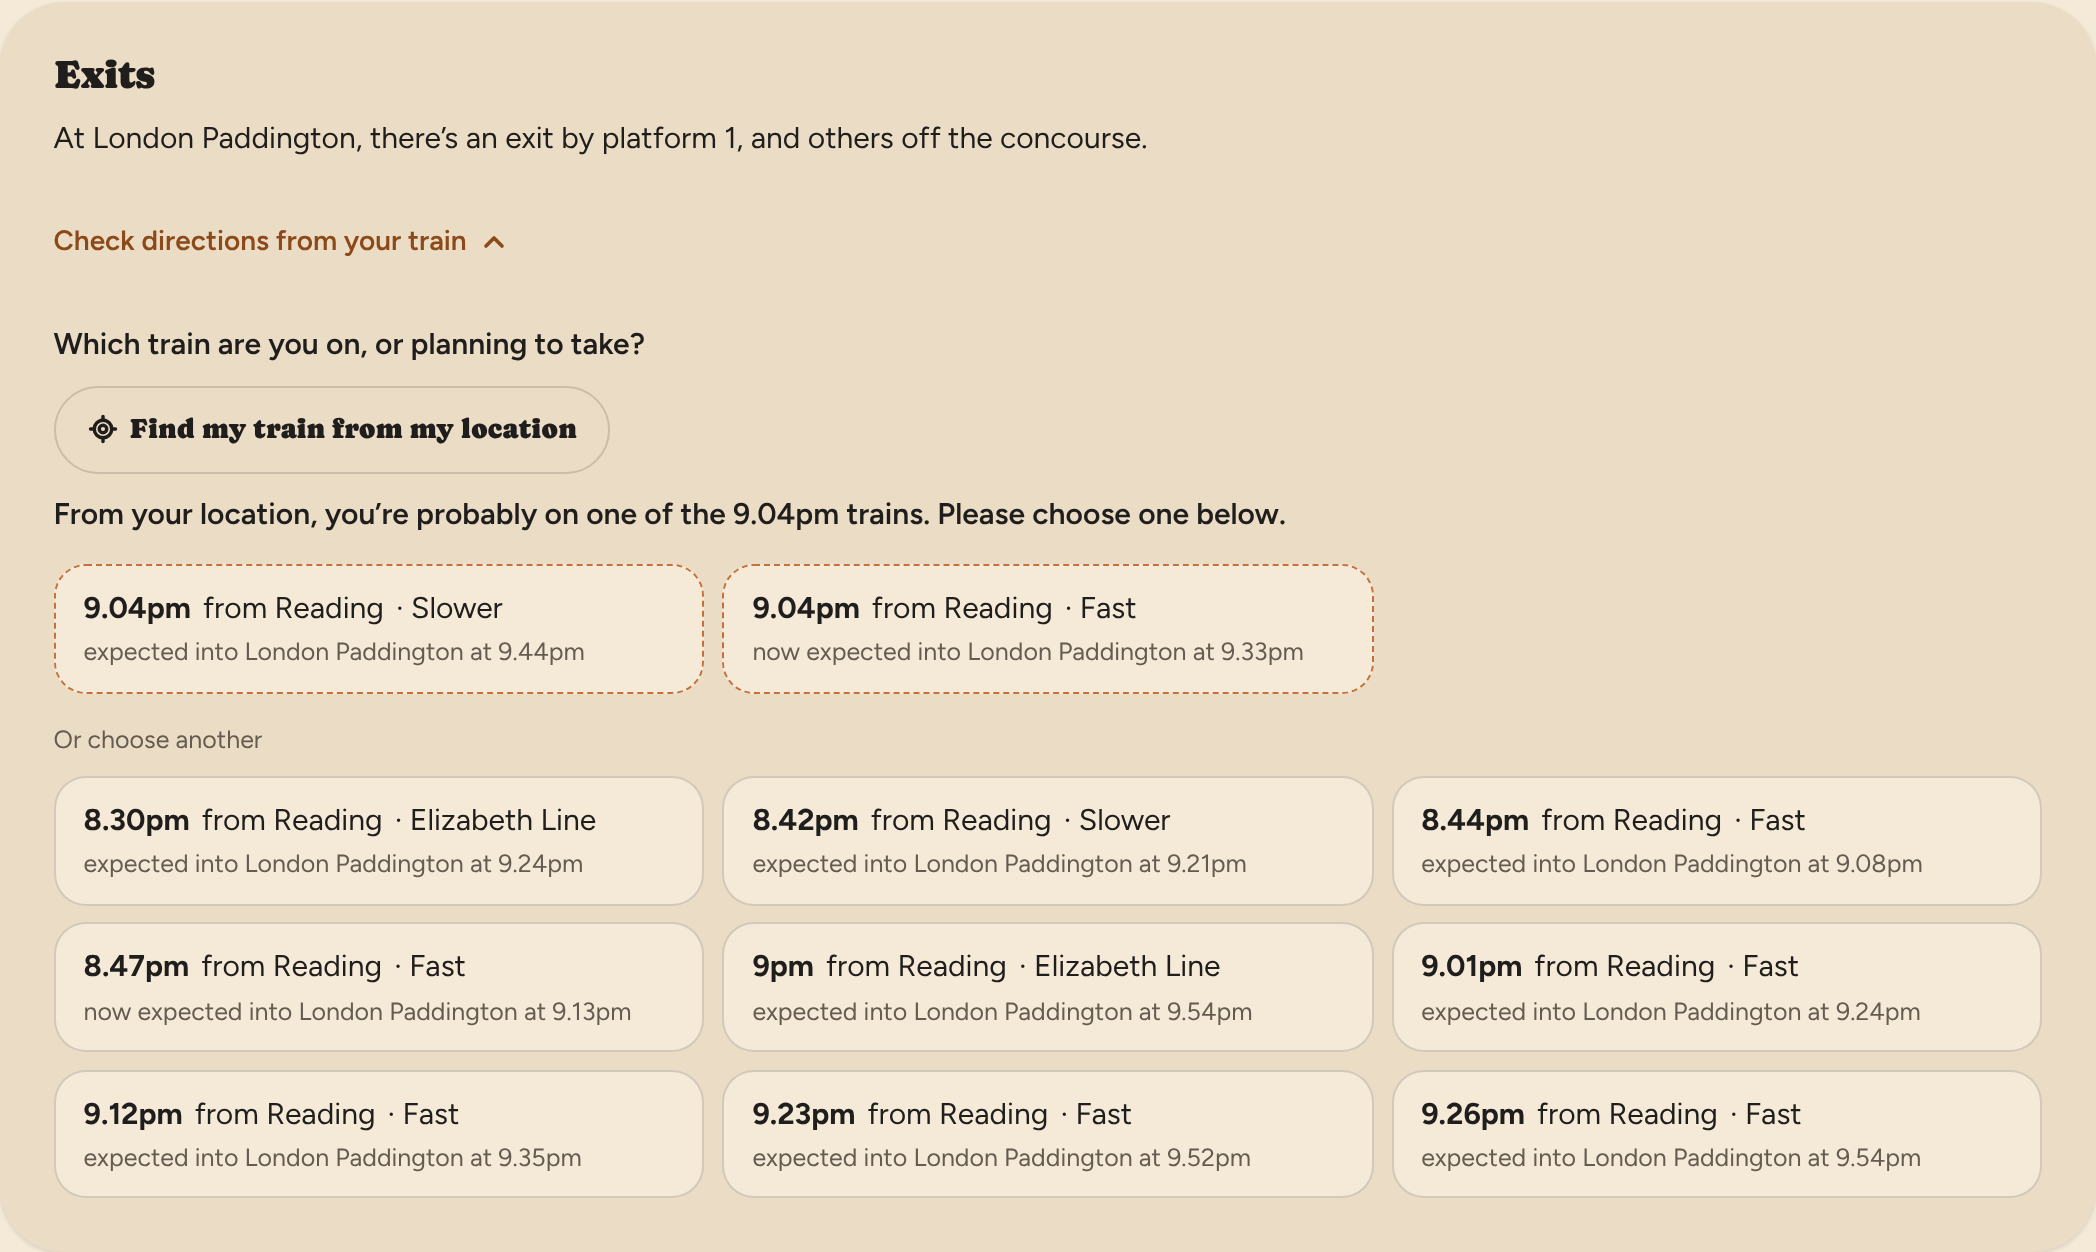 Exits
At London Paddington, there’s an exit by platform 1, and others off the concourse.
Check directions from your train
Which train are you on, or planning to take?
Find my train from my location
From your location, you’re probably on one of the 9.04pm trains. Please choose one below.
9.04pm from Reading · Slower
expected into London Paddington at 9.44pm
9.04pm from Reading · Fast
now expected into London Paddington at 9.33pm
Or choose another
8.30pm from Reading · Elizabeth Line
expected into London Paddington at 9.24pm
8.42pm from Reading · Slower
expected into London Paddington at 9.21pm
8.44pm from Reading · Fast
expected into London Paddington at 9.08pm
8.47pm from Reading · Fast
now expected into London Paddington at 9.13pm
9pm from Reading · Elizabeth Line
expected into London Paddington at 9.54pm
9.01pm from Reading · Fast
expected into London Paddington at 9.24pm
9.12pm from Reading · Fast
expected into London Paddington at 9.35pm
9.23pm from Reading · Fast
expected into London Paddington at 9.52pm
9.26pm from Reading · Fast
expected into London Paddington at 9.54pm